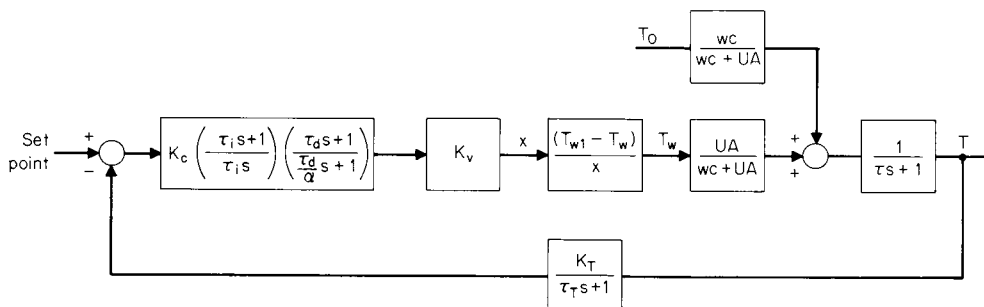 T₀
wc
wc + UA
Set
point
+
−
K_c (τ_i s+1 / τ_i s) (τ_d s+1 / (τ_d/α) s+1)
K_v
x
(T_w1 − T_w)
x
T_w
UA
wc + UA
+
+
1
τs + 1
T
K_T
τ_T s+1